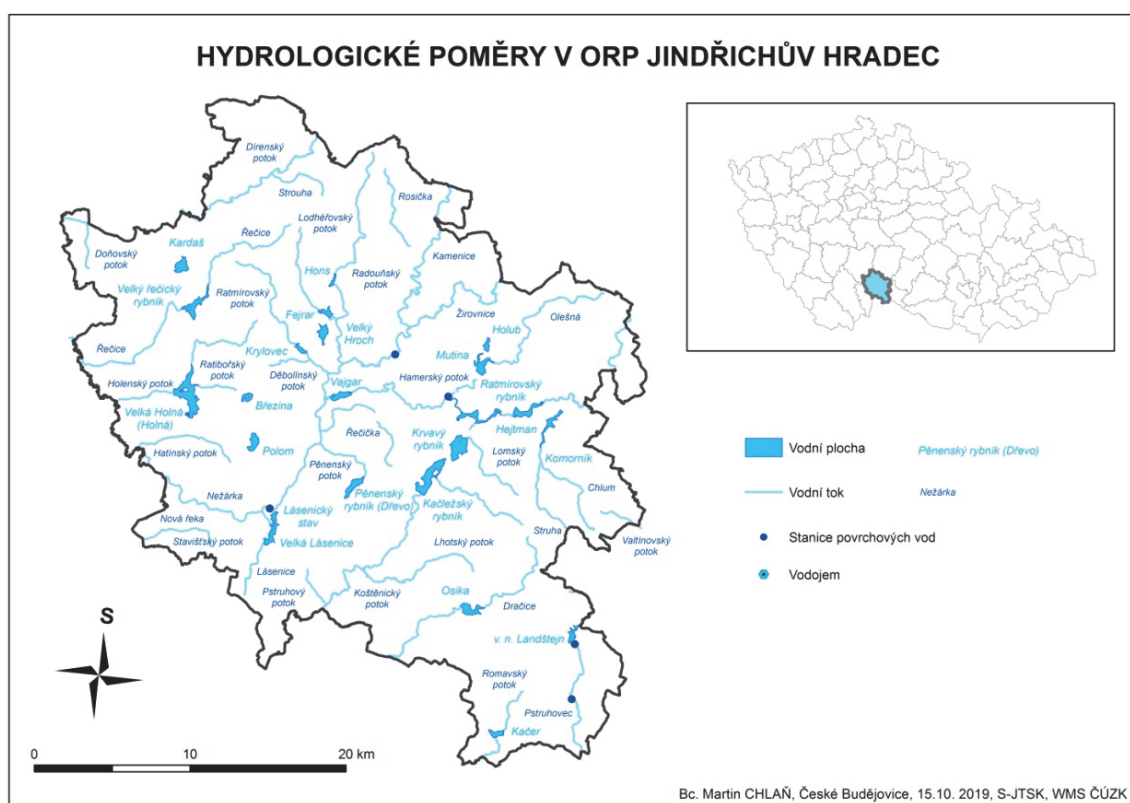 HYDROLOGICKÉ POMĚRY V ORP JINDŘICHŮV HRADEC
Dírenský
potok
Strouha
Rosička
Lodhéřovský
potok
Řečice
Kardaš
Doňovský
potok
Kamenice
Hons
Radouňský
potok
Velký řečický
rybník
Ratmírovský
potok
Žirovnice
Olešná
Fejrar
Velký
Hroch
Holub
Řečice
Krylovec
Mutina
Ratibořský
potok
Děbolínský
potok
Vajgar
Hamerský potok
Ratmírovský
rybník
Holenský potok
Březina
Velká Holná
(Holná)
Řečička
Krvavý
rybník
Hejtman
Polom
Hatínský potok
Lomský
potok
Komorník
Pěnenský
potok
Pěnenský
rybník (Dřevo)
Chlum
Nežárka
Lásenický
stav
Kačležský
rybník
Nová řeka
Stavišťský potok
Velká Lásenice
Lhotský potok
Struha
Valtínovský
potok
Lásenice
Pstruhový
potok
Koštěnický
potok
Osika
Dračice
v. n. Landštejn
Romavský
potok
Pstruhovec
Kačer
Vodní plocha
Pěnenský rybník (Dřevo)
Vodní tok
Nežárka
Stanice povrchových vod
Vodojem
S
0 10 20 km
Bc. Martin CHLAŇ, České Budějovice, 15.10. 2019, S-JTSK, WMS ČÚZK